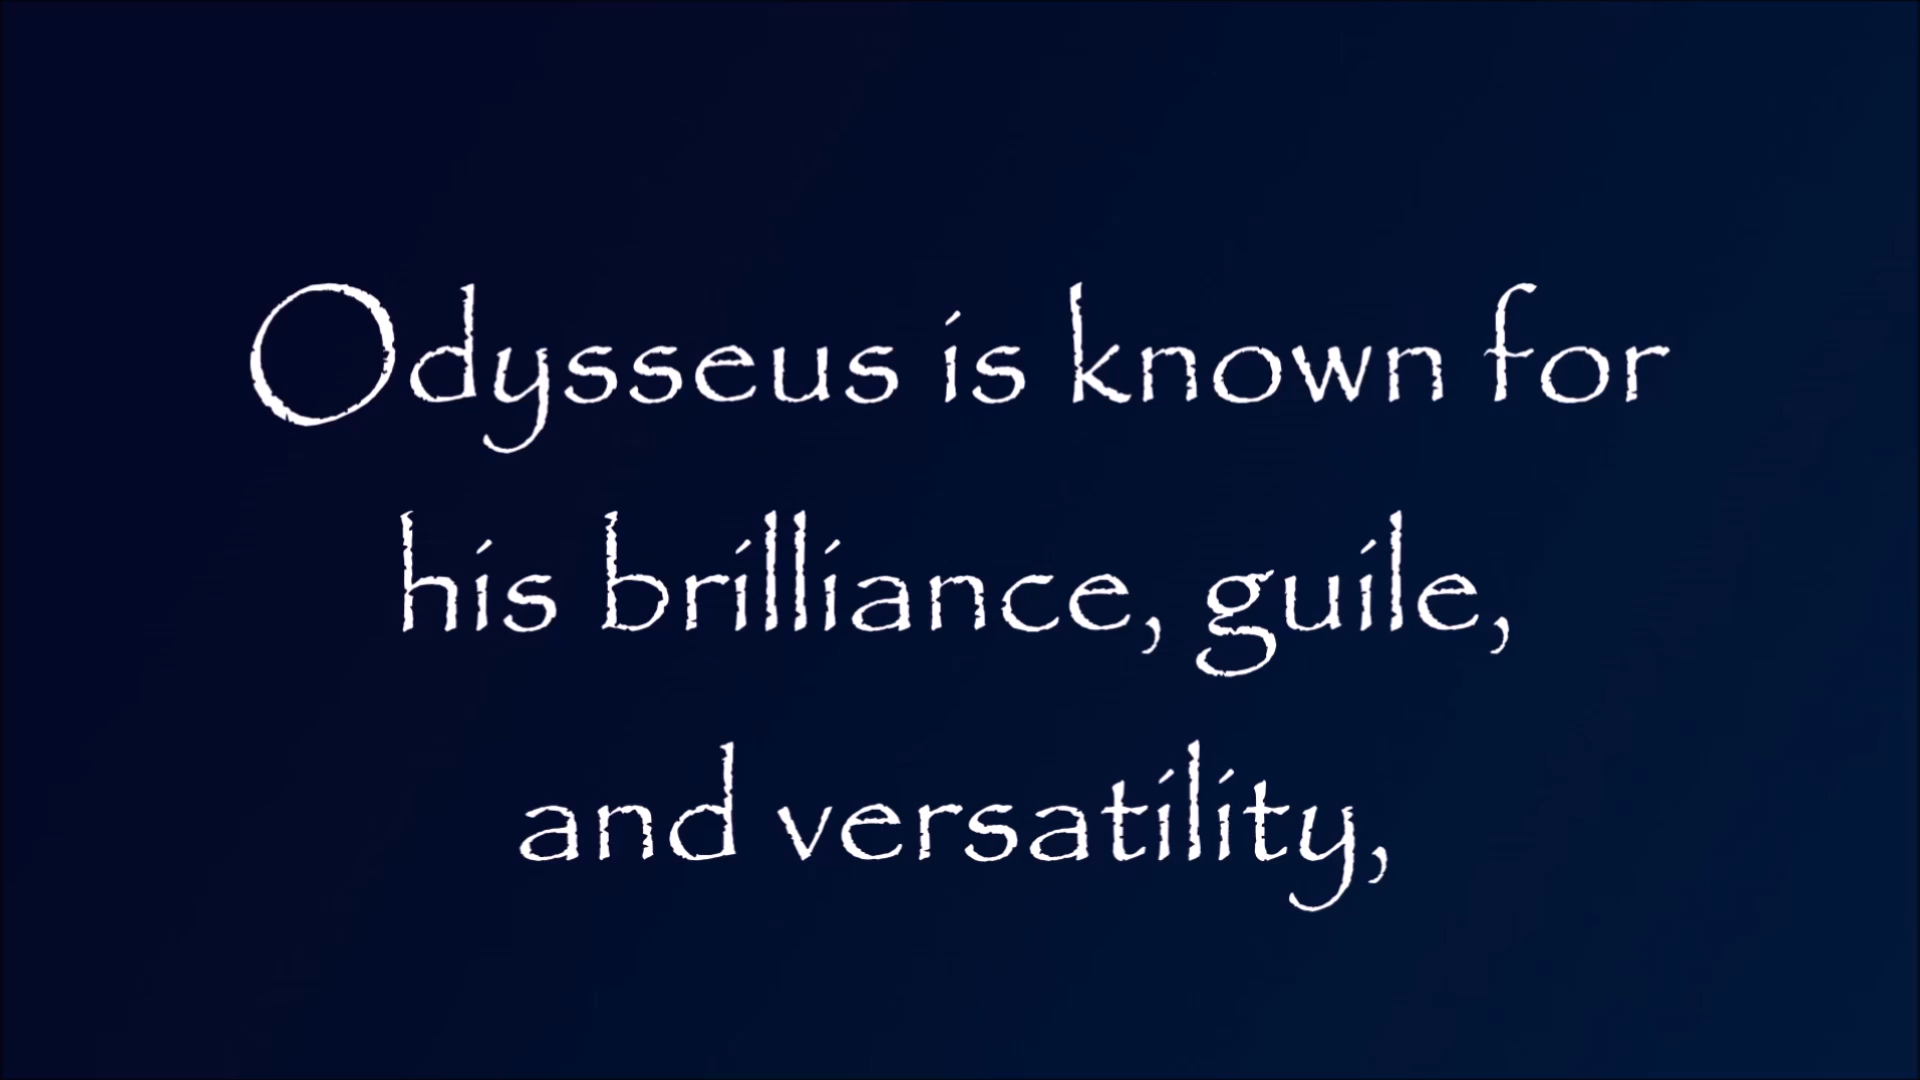 Odysseus is known for
his brilliance, guile,
and versatility,